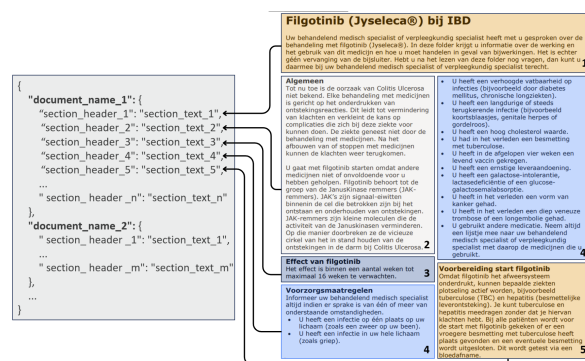 {
"document_name_1": {
"section_header_1": "section_text_1",
"section_header_2": "section_text_2",
"section_header_3": "section_text_3",
"section_header_4": "section_text_4",
"section_header_5": "section_text_5",
...
"section_ header _n": "section_text_n"
},
"document_name_2": {
"section_ header _1": "section_text_1",
...
"section_ header _m": "section_text_m"
},
...
}
Filgotinib (Jyseleca®) bij IBD
Uw behandelend medisch specialist of verpleegkundig specialist heeft met u gesproken over de
behandeling met filgotinib (Jyseleca®). In deze folder krijgt u informatie over de werking en
het gebruik van dit medicijn en hoe u moet handelen in geval van bijwerkingen. Het is echter
géén vervanging van de bijsluiter. Hebt u na het lezen van deze folder nog vragen, dan kunt u
daarmee bij uw behandelend medisch specialist of verpleegkundig specialist terecht.
1
Algemeen
Tot nu toe is de oorzaak van Colitis Ulcerosa
niet bekend. Elke behandeling met medicijnen
is gericht op het onderdrukken van
ontstekingsreacties. Dit leidt tot vermindering
van klachten en verkleint de kans op
complicaties die zich bij deze ziekte voor
kunnen doen. De ziekte geneest niet door de
behandeling met medicijnen. Na het
afbouwen van of stoppen met medicijnen
kunnen de klachten weer terugkomen.
U gaat met filgotinib starten omdat andere
medicijnen niet of onvoldoende voor u
hebben geholpen. Filgotinib behoort tot de
groep van de JanusKinase remmers (JAK-
remmers). JAK's zijn signaal-eiwitten
binnenin de cel die betrokken zijn bij het
ontstaan en onderhouden van ontstekingen.
JAK-remmers zijn kleine moleculen die de
activiteit van de Januskinasen verminderen.
Op die manier doorbreken ze de vicieuze
cirkel van het in stand houden van de
ontstekingen in de darm bij Colitis Ulcerosa.
2
Effect van filgotinib
Het effect is binnen een aantal weken tot
maximaal 16 weken te verwachten.
3
Voorzorgsmaatregelen
Informeer uw behandelend medisch specialist
altijd indien er sprake is van één of meer van
onderstaande omstandigheden.
• U heeft een infectie op één plaats op uw
lichaam (zoals een zweer op uw been).
• U heeft een infectie in uw hele lichaam
(zoals griep).
4
• U heeft een verhoogde vatbaarheid op
infecties (bijvoorbeeld door diabetes
mellitus, chronische longziekten).
• U heeft een langdurige of steeds
terugkerende infectie (bijvoorbeeld
koortsblaasjes, genitale herpes of
gordelroos).
• U heeft een hoog cholesterol waarde.
• U had in het verleden een besmetting
met tuberculose.
• U heeft in de afgelopen vier weken een
levend vaccin gekregen.
• U heeft een ernstige leveraandoening.
• U heeft een galactose-intolerantie,
lactasedeficiëntie of een glucose-
galactosemalabsorptie.
• U heeft in het verleden een vorm van
kanker gehad.
• U heeft in het verleden een diep veneuze
trombose of een longembolie gehad.
• U gebruikt andere medicatie. Neem altijd
een lijstje mee naar uw behandelend
medisch specialist of verpleegkundig
specialist met daarop de medicijnen die u
gebruikt.
4
Voorbereiding start filgotinib
Omdat filgotinib het afweersysteem
onderdrukt, kunnen bepaalde ziekten
plotseling actief worden, bijvoorbeeld
tuberculose (TBC) en hepatitis (besmettelijke
leverontsteking). Je kunt tuberculose en
hepatitis meedragen zonder dat je hiervan
klachten hebt. Bij alle patiënten wordt voor
de start met filgotinib gekeken of er een
vroegere besmetting met tuberculose heeft
plaats gevonden en een eventuele besmetting
wordt uitgesloten. Dit wordt getest via een
bloedafname.
5